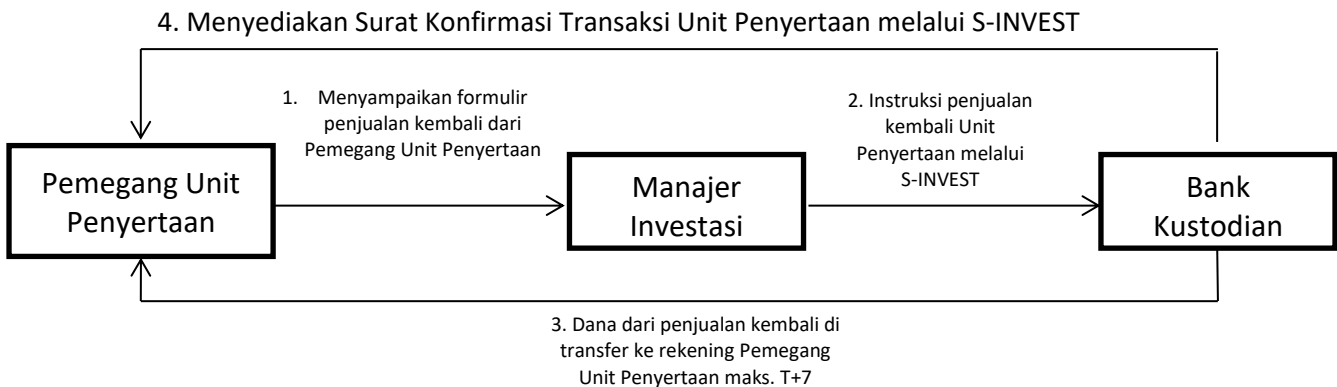 4. Menyediakan Surat Konfirmasi Transaksi Unit Penyertaan melalui S-INVEST
1. Menyampaikan formulir
penjualan kembali dari
Pemegang Unit Penyertaan
2. Instruksi penjualan
kembali Unit
Penyertaan melalui
S-INVEST
Pemegang Unit
Penyertaan
Manajer
Investasi
Bank
Kustodian
3. Dana dari penjualan kembali di
transfer ke rekening Pemegang
Unit Penyertaan maks. T+7